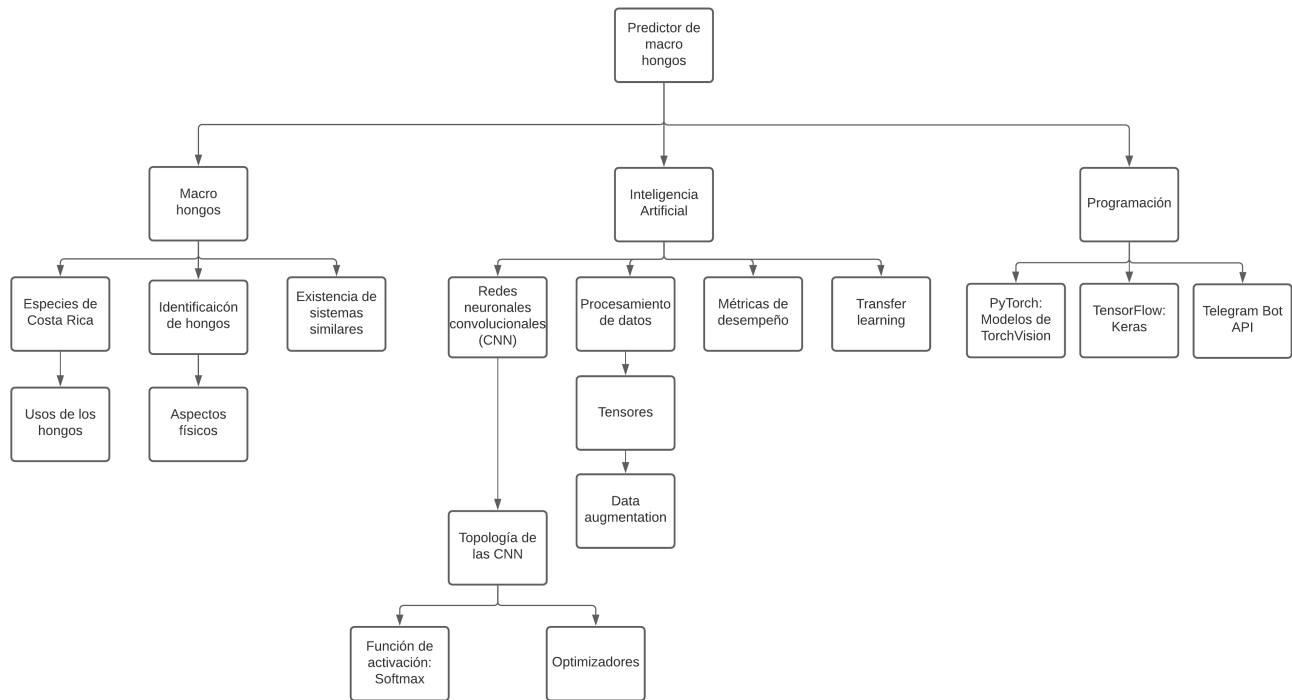 Predictor de
macro
hongos
Macro
hongos
Inteligencia
Artificial
Programación
Especies de
Costa Rica
Identificaicón
de hongos
Existencia de
sistemas
similares
Redes
neuronales
convolucionales
(CNN)
Procesamiento
de datos
Métricas de
desempeño
Transfer
learning
PyTorch:
Modelos de
TorchVision
TensorFlow:
Keras
Telegram Bot
API
Usos de los
hongos
Aspectos
físicos
Tensores
Data
augmentation
Topología de
las CNN
Función de
activación:
Softmax
Optimizadores